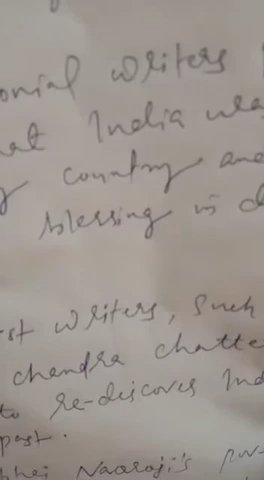 onial writers
at India was
country and
blessing in d
st writers, such
chandra chatte
to re-discover Ind
past.
bhai Naoroji's